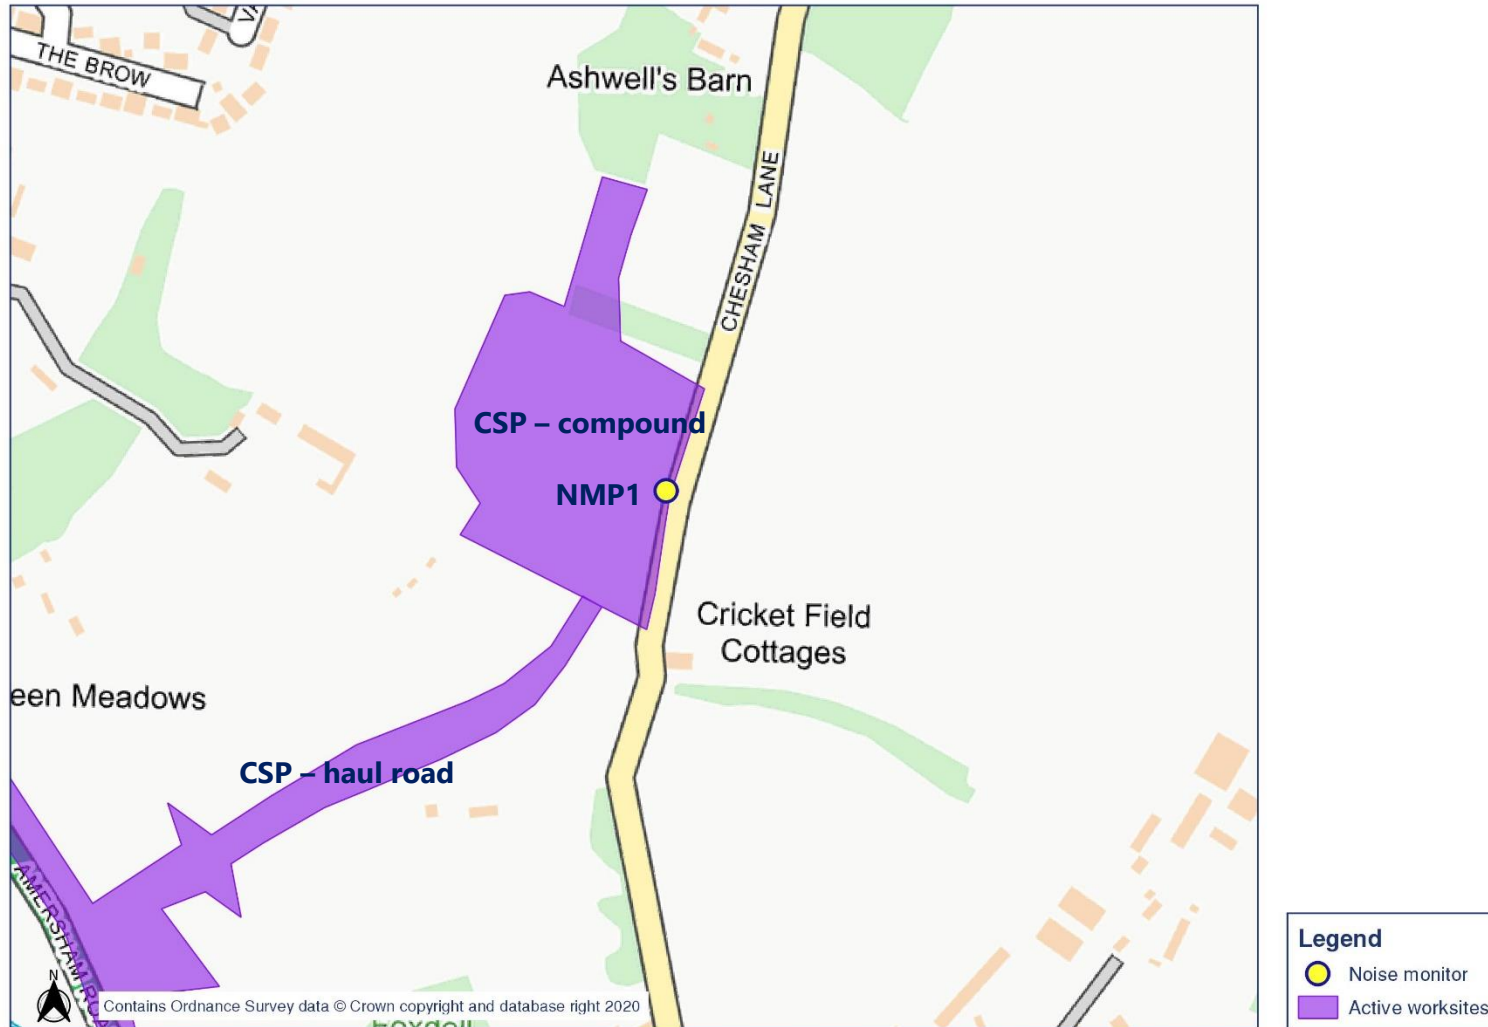 THE BROW
Ashwell's Barn
CHESHAM LANE
CSP – compound
NMP1
Cricket Field
Cottages
een Meadows
CSP – haul road
AMERSHAM ROA
N
Contains Ordnance Survey data © Crown copyright and database right 2020
Legend
Noise monitor
Active worksites